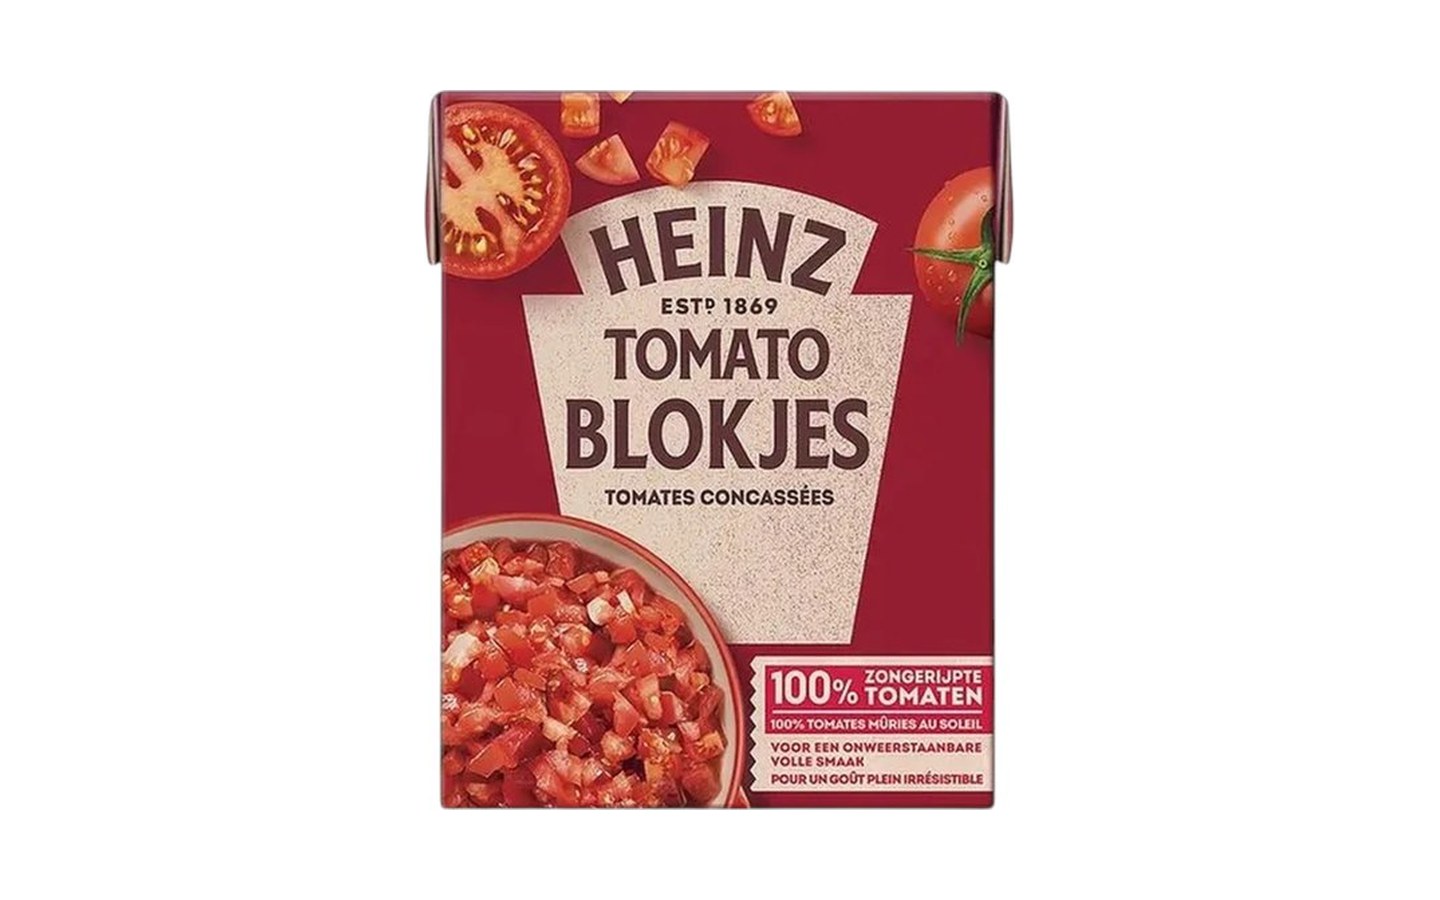 HEINZ
ESTD 1869
TOMATO
BLOKJES
TOMATES CONCASSÉES
100% ZONGERIJPTE
TOMATEN
100% TOMATES MÛRIES AU SOLEIL
VOOR EEN ONWEERSTAANBARE
VOLLE SMAAK
POUR UN GOÛT PLEIN IRRÉSISTIBLE